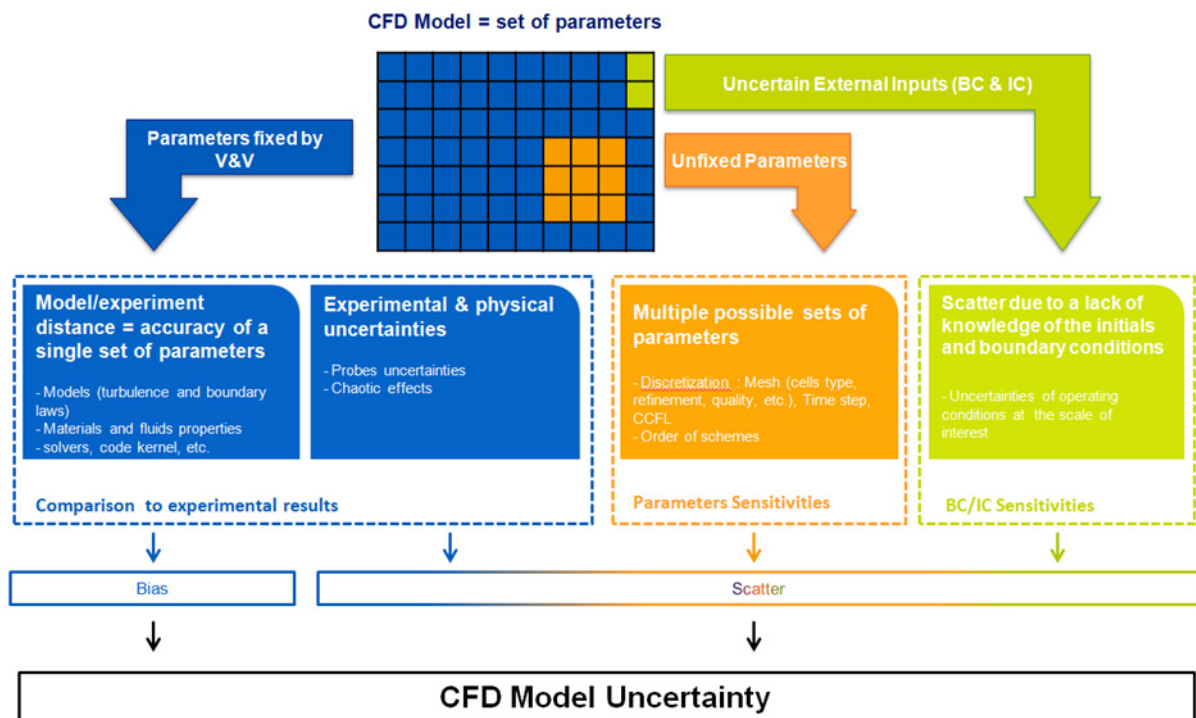 CFD Model = set of parameters
Uncertain External Inputs (BC & IC)
Parameters fixed by
V&V
Unfixed Parameters
Model/experiment
distance = accuracy of a
single set of parameters
- Models (turbulence and boundary
laws)
- Materials and fluids properties
- solvers, code kernel, etc.
Experimental & physical
uncertainties
- Probes uncertainties
- Chaotic effects
Comparison to experimental results
Multiple possible sets of
parameters
- Discretization : Mesh (cells type,
refinement, quality, etc.), Time step,
CCFL
- Order of schemes
Parameters Sensitivities
Scatter due to a lack of
knowledge of the initials
and boundary conditions
- Uncertainties of operating
conditions at the scale of
interest
BC/IC Sensitivities
Bias
Scatter
CFD Model Uncertainty